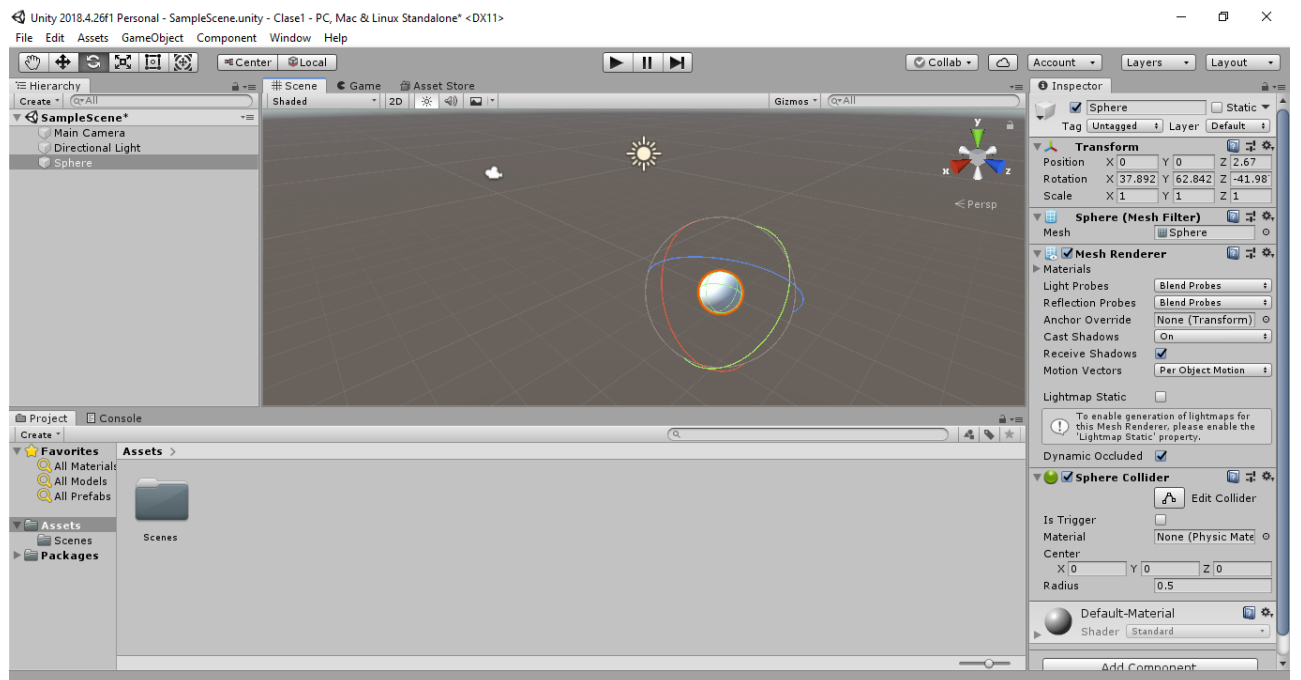 Unity 2018.4.26f1 Personal - SampleScene.unity - Clase1 - PC, Mac & Linux Standalone* <DX11>
File Edit Assets GameObject Component Window Help
Center Local Collab Account Layers Layout
Hierarchy
Create All
SampleScene*
Main Camera
Directional Light
Sphere
Scene Game Asset Store
Shaded 2D Gizmos All
y
x z
Persp
Inspector
Sphere Static
Tag Untagged Layer Default
Transform
Position X 0 Y 0 Z 2.67
Rotation X 37.892 Y 62.842 Z -41.98
Scale X 1 Y 1 Z 1
Sphere (Mesh Filter)
Mesh Sphere
Mesh Renderer
Materials
Light Probes Blend Probes
Reflection Probes Blend Probes
Anchor Override None (Transform)
Cast Shadows On
Receive Shadows
Motion Vectors Per Object Motion
Lightmap Static
To enable generation of lightmaps for
this Mesh Renderer, please enable the
'Lightmap Static' property.
Dynamic Occluded
Sphere Collider
Edit Collider
Is Trigger
Material None (Physic Mate
Center
X 0 Y 0 Z 0
Radius 0.5
Default-Material
Shader Standard
Add Component
Project Console
Create
Favorites
All Materials
All Models
All Prefabs
Assets
Scenes
Packages
Assets >
Scenes